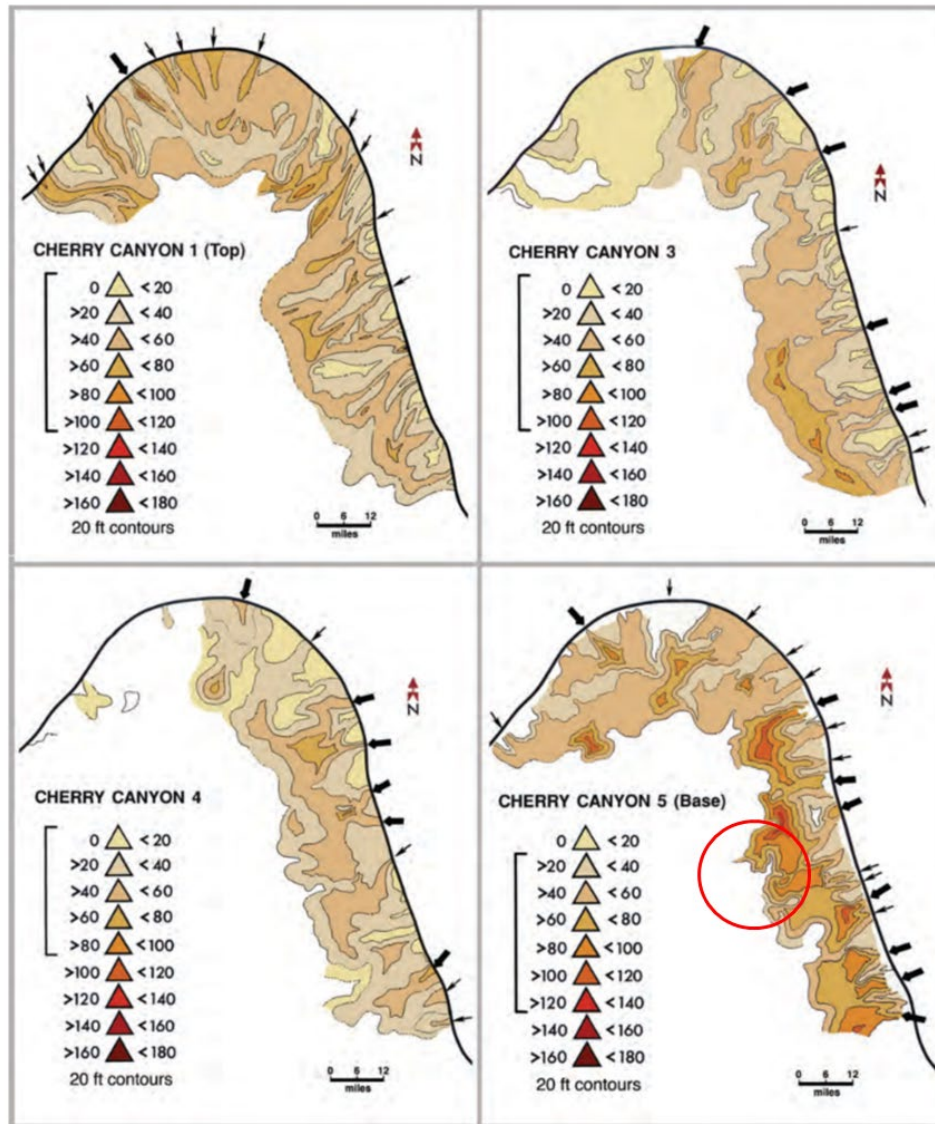 N
CHERRY CANYON 1 (Top)
0 <20
>20 <40
>40 <60
>60 <80
>80 <100
>100 <120
>120 <140
>140 <160
>160 <180
20 ft contours
0 6 12
miles
N
CHERRY CANYON 3
0 <20
>20 <40
>40 <60
>60 <80
>80 <100
>100 <120
>120 <140
>140 <160
>160 <180
20 ft contours
0 6 12
miles
N
CHERRY CANYON 4
0 <20
>20 <40
>40 <60
>60 <80
>80 <100
>100 <120
>120 <140
>140 <160
>160 <180
20 ft contours
0 6 12
miles
N
CHERRY CANYON 5 (Base)
0 <20
>20 <40
>40 <60
>60 <80
>80 <100
>100 <120
>120 <140
>140 <160
>160 <180
20 ft contours
0 6 12
miles